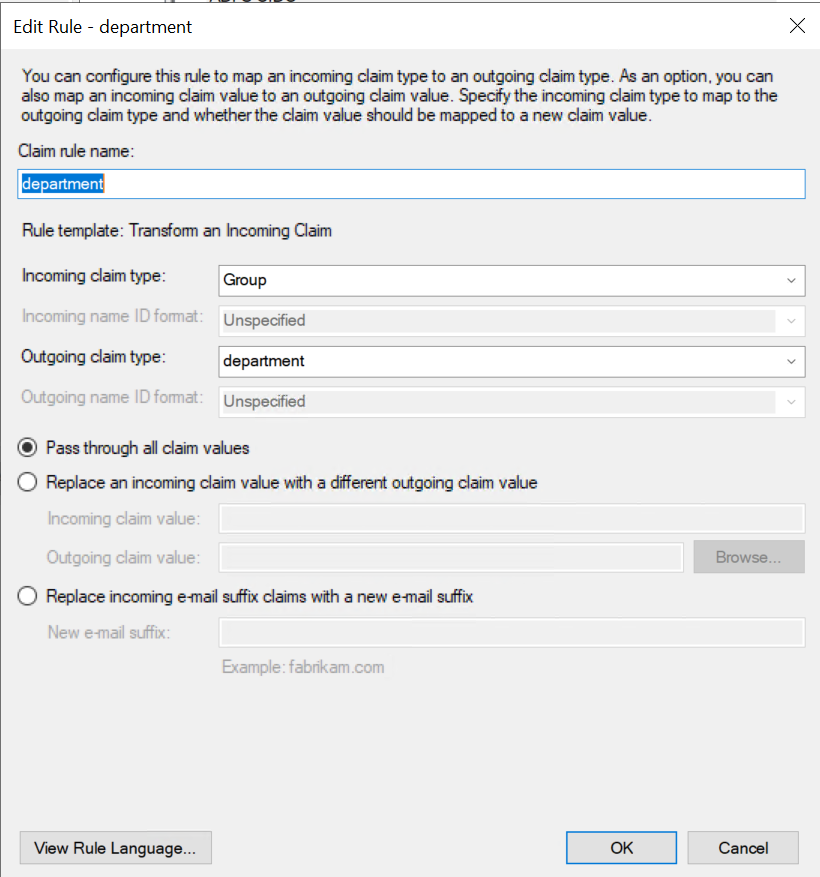 Edit Rule - department
You can configure this rule to map an incoming claim type to an outgoing claim type. As an option, you can
also map an incoming claim value to an outgoing claim value. Specify the incoming claim type to map to the
outgoing claim type and whether the claim value should be mapped to a new claim value.
Claim rule name:
department
Rule template: Transform an Incoming Claim
Incoming claim type: Group
Incoming name ID format: Unspecified
Outgoing claim type: department
Outgoing name ID format: Unspecified
Pass through all claim values
Replace an incoming claim value with a different outgoing claim value
Incoming claim value:
Outgoing claim value: Browse...
Replace incoming e-mail suffix claims with a new e-mail suffix
New e-mail suffix:
Example: fabrikam.com
View Rule Language... OK Cancel